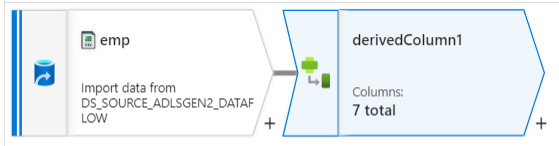 emp
Import data from
DS_SOURCE_ADLSGEN2_DATAF
LOW
+
derivedColumn1
Columns:
7 total
+